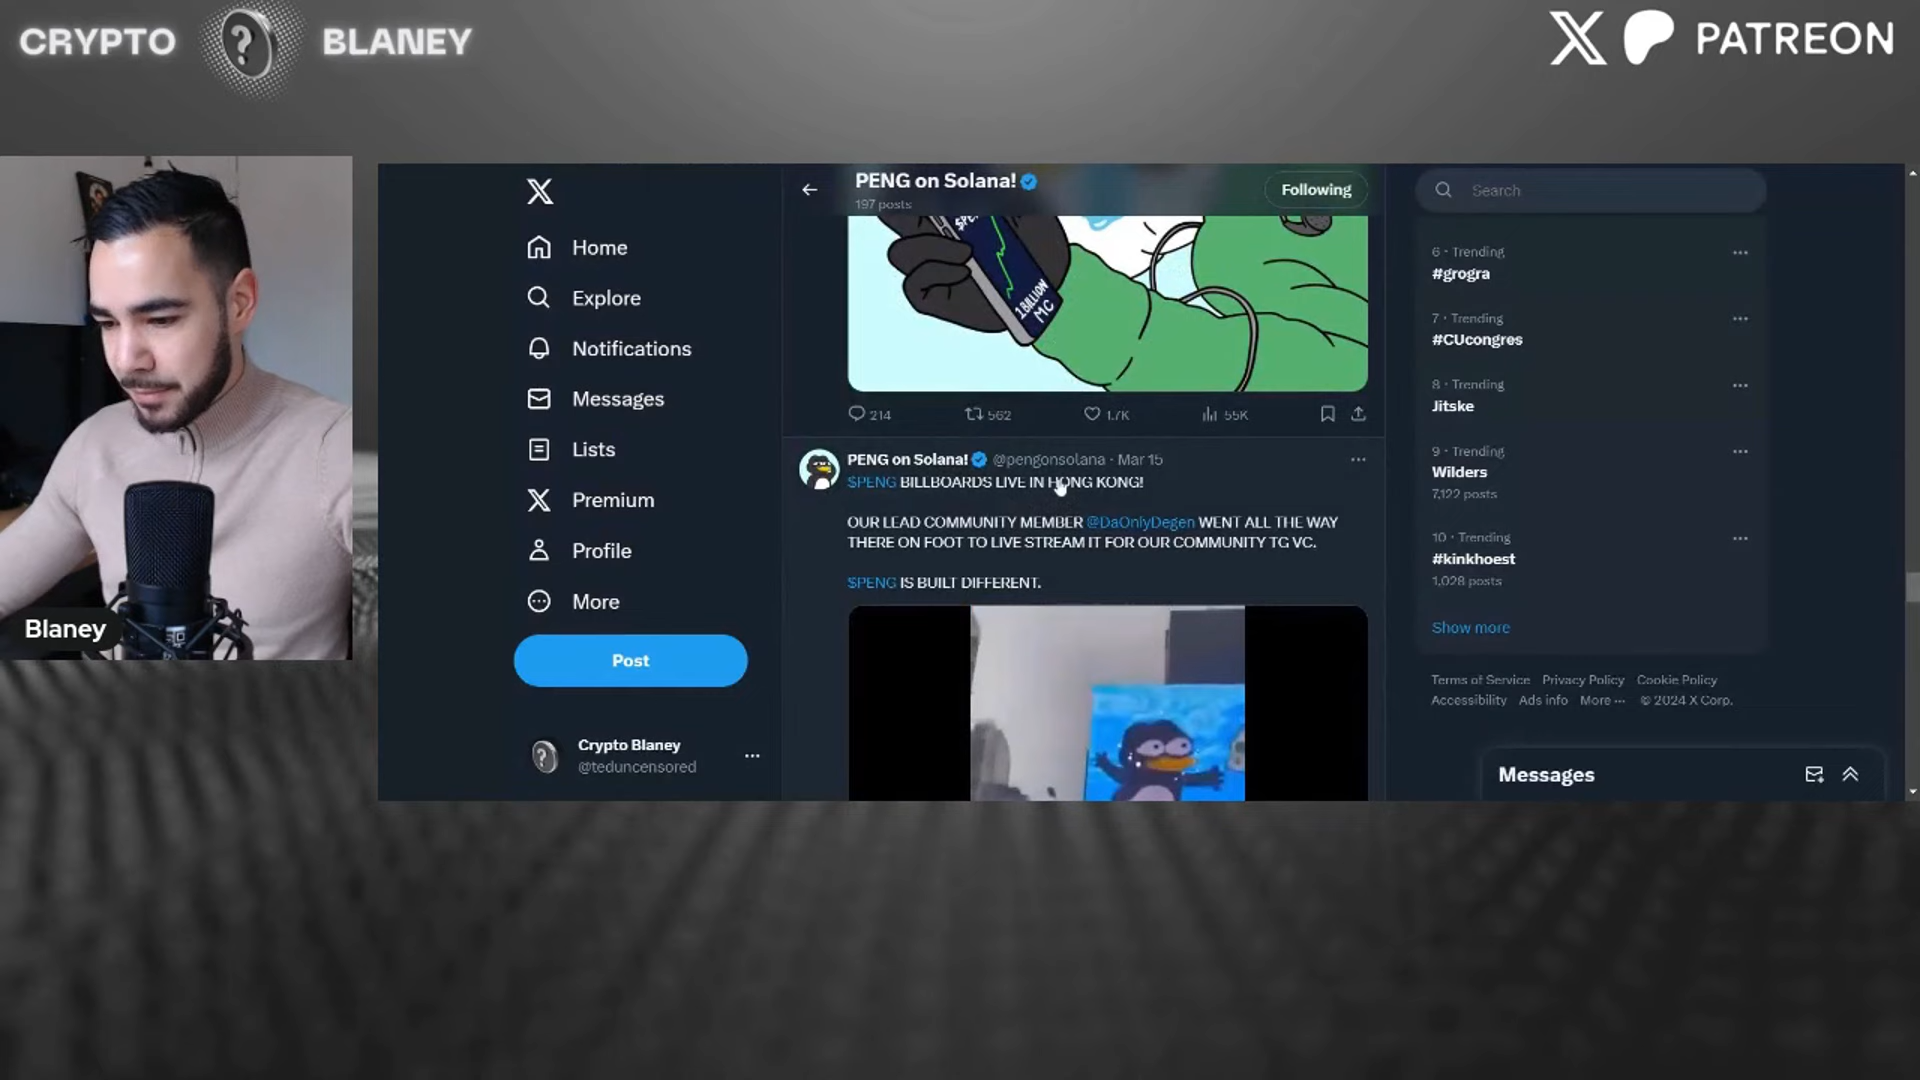 CRYPTO ? BLANEY
X PATREON
Blaney
Home
Explore
Notifications
Messages
Lists
Premium
Profile
More
Post
Crypto Blaney
@teduncensored
PENG on Solana!
197 posts
Following
1 BILLION
MC
214 562 1.7K 55K
PENG on Solana! @pengonsolana · Mar 15
$PENG BILLBOARDS LIVE IN HONG KONG!
OUR LEAD COMMUNITY MEMBER @DaOnlyDegen WENT ALL THE WAY
THERE ON FOOT TO LIVE STREAM IT FOR OUR COMMUNITY TG VC.
$PENG IS BUILT DIFFERENT.
Search
6 · Trending
#grogra
7 · Trending
#CUcongres
8 · Trending
Jitske
9 · Trending
Wilders
7,122 posts
10 · Trending
#kinkhoest
1,028 posts
Show more
Terms of Service Privacy Policy Cookie Policy
Accessibility Ads info More ··· © 2024 X Corp.
Messages